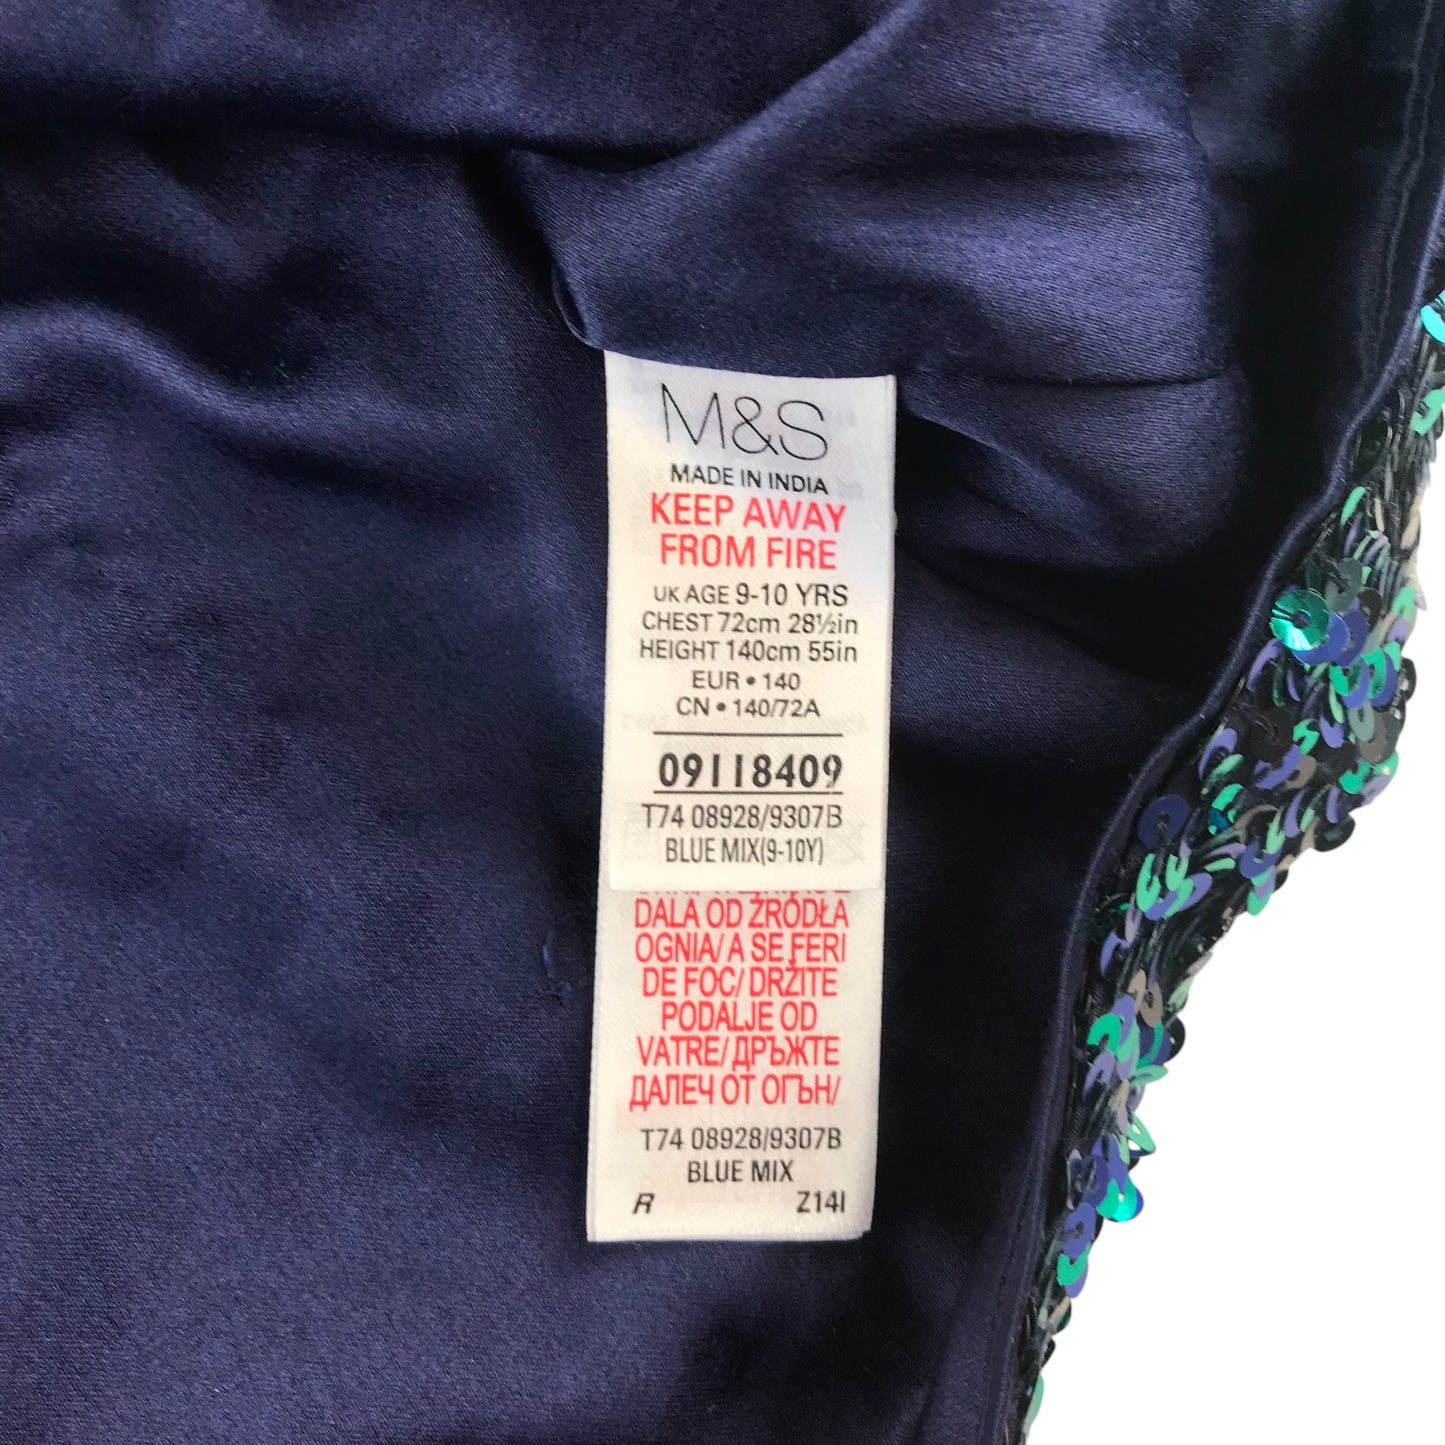 M&S
MADE IN INDIA
KEEP AWAY
FROM FIRE
UK AGE 9-10 YRS
CHEST 72cm 28½in
HEIGHT 140cm 55in
EUR • 140
CN • 140/72A
09118409
T74 08928/9307B
BLUE MIX(9-10Y)
DALA OD ŹRÓDŁA
OGNIA/ A SE FERI
DE FOC/ DRŽITE
PODALJE OD
VATRE/ ДРЪЖТЕ
ДАЛЕЧ ОТ ОГЪН/
T74 08928/9307B
BLUE MIX
R Z14I